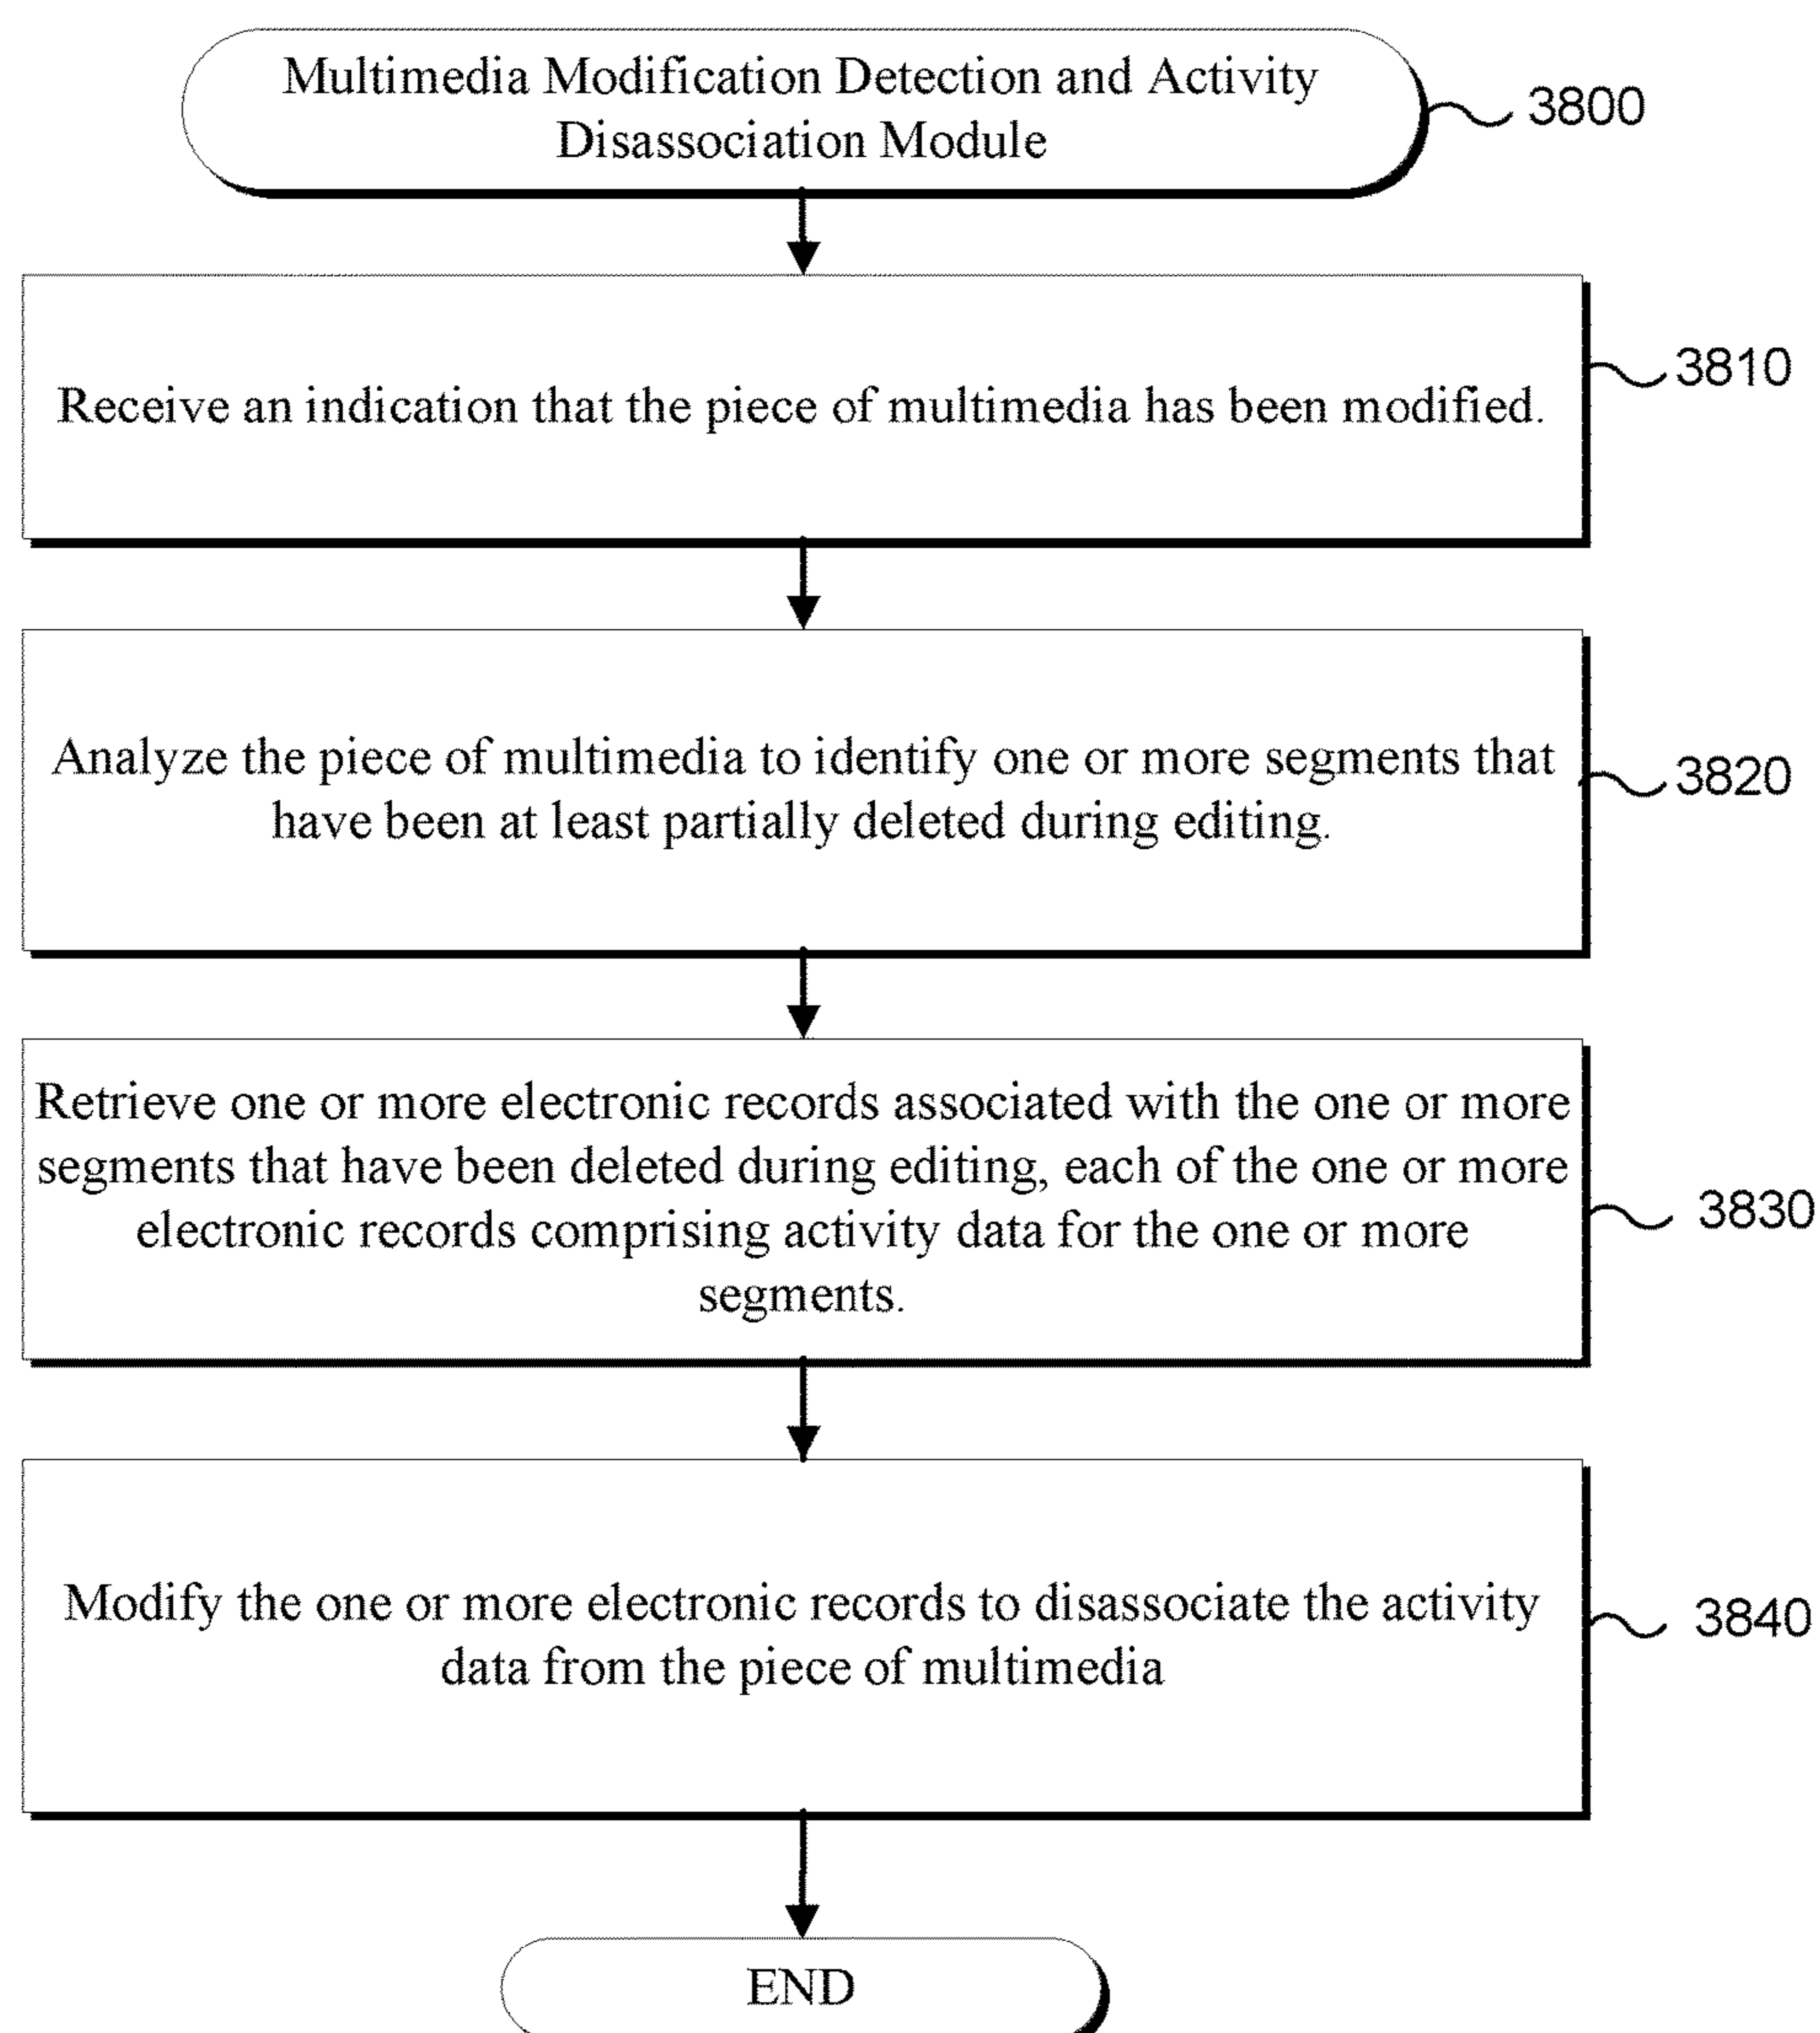 Multimedia Modification Detection and Activity
Disassociation Module
3800
Receive an indication that the piece of multimedia has been modified.
3810
Analyze the piece of multimedia to identify one or more segments that
have been at least partially deleted during editing.
3820
Retrieve one or more electronic records associated with the one or more
segments that have been deleted during editing, each of the one or more
electronic records comprising activity data for the one or more
segments.
3830
Modify the one or more electronic records to disassociate the activity
data from the piece of multimedia
3840
END